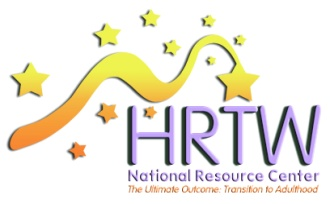 HRTW
National Resource Center
The Ultimate Outcome: Transition to Adulthood